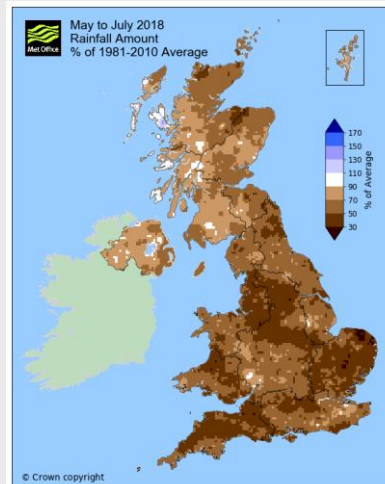 May to July 2018
Rainfall Amount
% of 1981-2010 Average
Met Office
170
150
130
110
90
70
50
30
% of Average
© Crown copyright